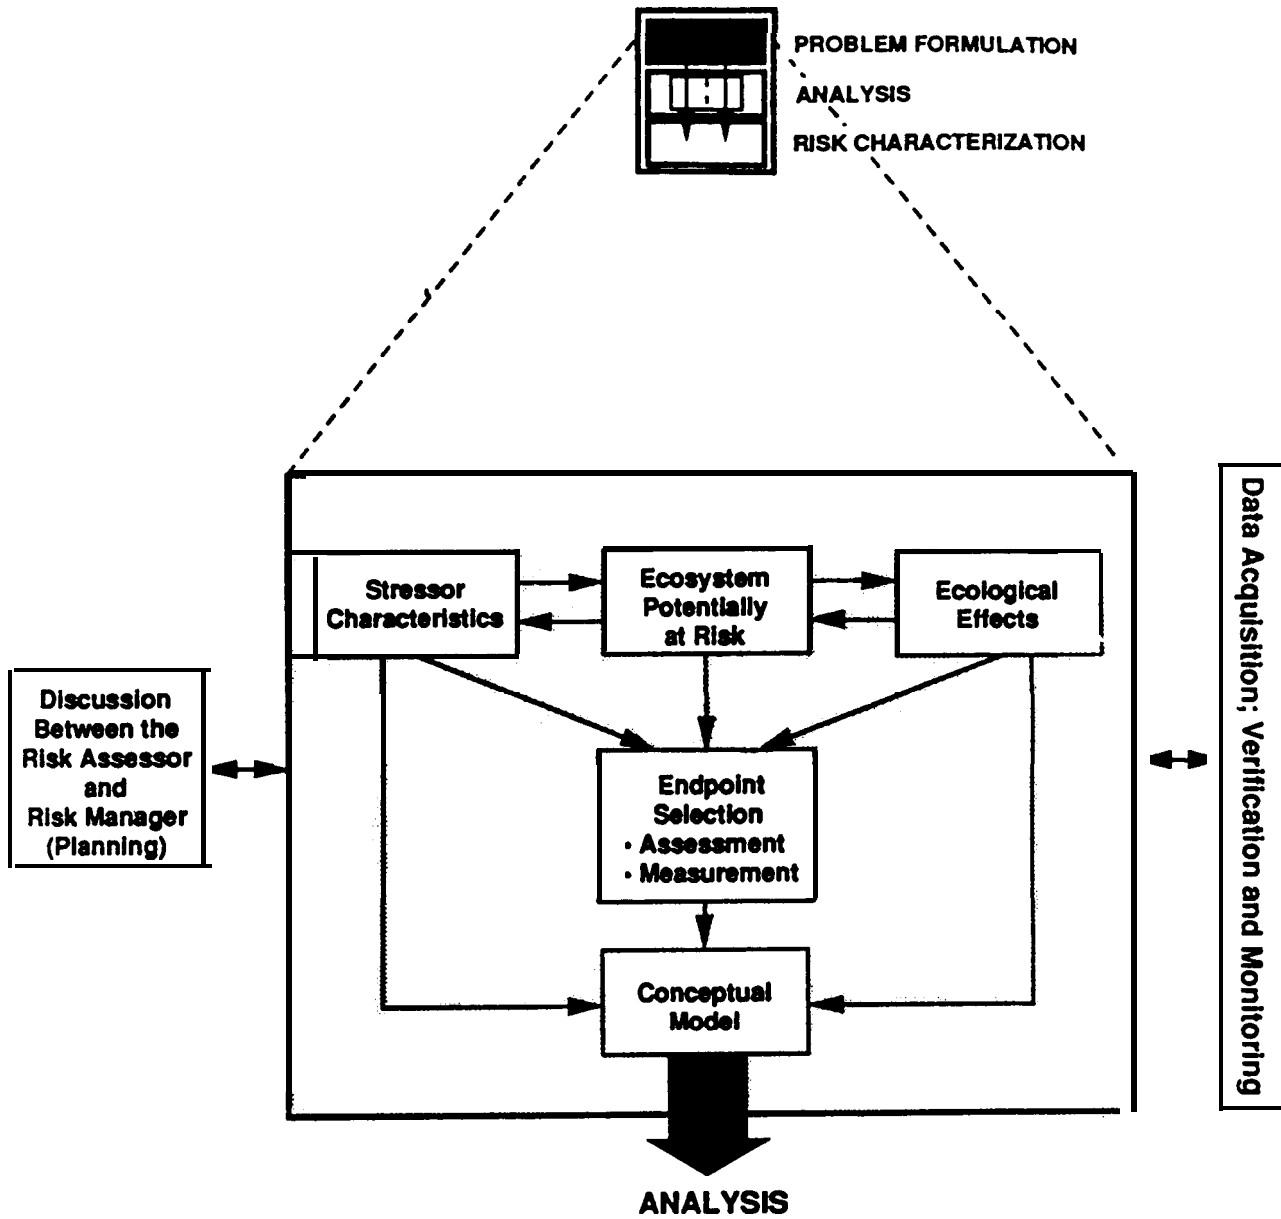 PROBLEM FORMULATION
ANALYSIS
RISK CHARACTERIZATION
Stressor
Characteristics
Ecosystem
Potentially
at Risk
Ecological
Effects
Discussion
Between the
Risk Assessor
and
Risk Manager
(Planning)
Endpoint
Selection
• Assessment
• Measurement
Conceptual
Model
Data Acquisition; Verification and Monitoring
ANALYSIS